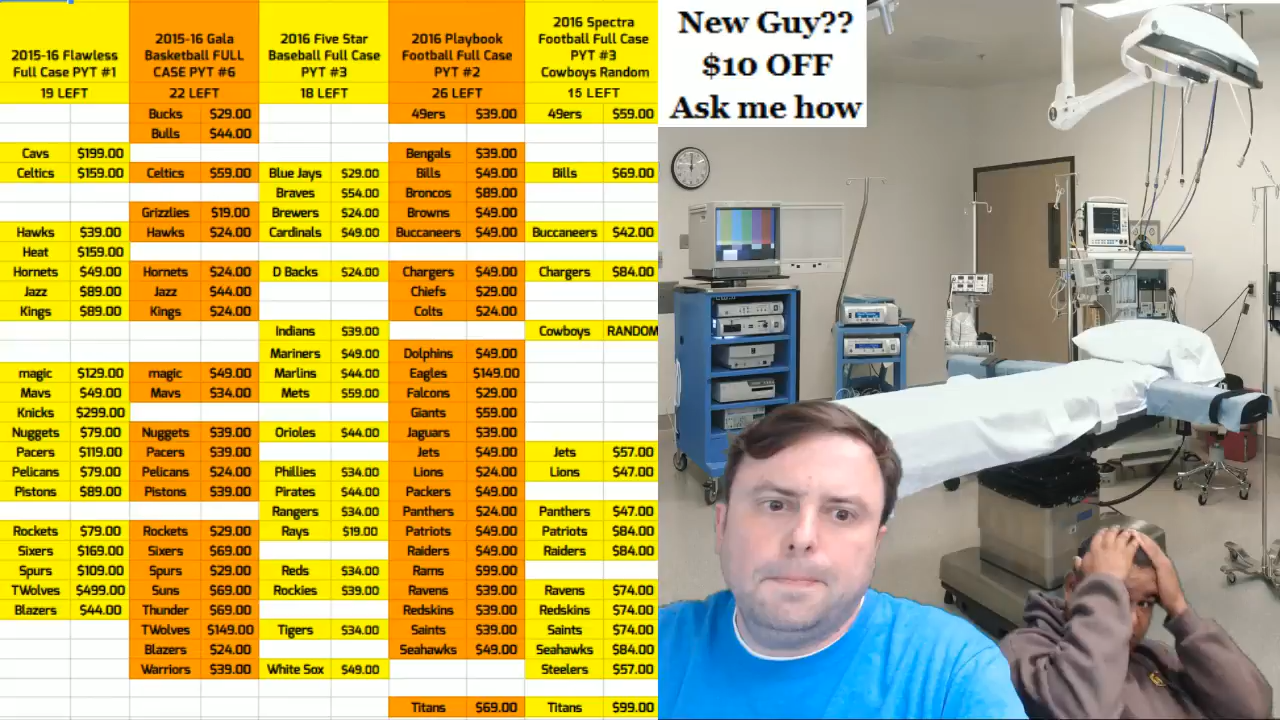 2015-16 Flawless
Full Case PYT #1
19 LEFT
Cavs $199.00
Celtics $159.00
Hawks $39.00
Heat $159.00
Hornets $49.00
Jazz $89.00
Kings $89.00
magic $129.00
Mavs $49.00
Knicks $299.00
Nuggets $79.00
Pacers $119.00
Pelicans $79.00
Pistons $89.00
Rockets $79.00
Sixers $169.00
Spurs $109.00
TWolves $499.00
Blazers $44.00
2015-16 Gala
Basketball FULL
CASE PYT #6
22 LEFT
Bucks $29.00
Bulls $44.00
Celtics $59.00
Grizzlies $19.00
Hawks $24.00
Hornets $24.00
Jazz $44.00
Kings $24.00
magic $49.00
Mavs $34.00
Nuggets $39.00
Pacers $39.00
Pelicans $24.00
Pistons $39.00
Rockets $29.00
Sixers $69.00
Spurs $29.00
Suns $69.00
Thunder $69.00
TWolves $149.00
Blazers $24.00
Warriors $39.00
2016 Five Star
Baseball Full Case
PYT #3
18 LEFT
Blue Jays $29.00
Braves $54.00
Brewers $24.00
Cardinals $49.00
D Backs $24.00
Indians $39.00
Mariners $49.00
Marlins $44.00
Mets $59.00
Orioles $44.00
Phillies $34.00
Pirates $44.00
Rangers $34.00
Rays $19.00
Reds $34.00
Rockies $39.00
Tigers $34.00
White Sox $49.00
2016 Playbook
Football Full Case
PYT #2
26 LEFT
49ers $39.00
Bengals $39.00
Bills $49.00
Broncos $89.00
Browns $49.00
Buccaneers $49.00
Chargers $49.00
Chiefs $29.00
Colts $24.00
Dolphins $49.00
Eagles $149.00
Falcons $29.00
Giants $59.00
Jaguars $39.00
Jets $49.00
Lions $24.00
Packers $49.00
Panthers $24.00
Patriots $49.00
Raiders $49.00
Rams $99.00
Ravens $39.00
Redskins $39.00
Saints $39.00
Seahawks $49.00
Titans $69.00
2016 Spectra
Football Full Case
PYT #3
Cowboys Random
15 LEFT
49ers $59.00
Bills $69.00
Buccaneers $42.00
Chargers $84.00
Cowboys RANDOM
Jets $57.00
Lions $47.00
Panthers $47.00
Patriots $84.00
Raiders $84.00
Ravens $74.00
Redskins $74.00
Saints $74.00
Seahawks $84.00
Steelers $57.00
Titans $99.00
New Guy??
$10 OFF
Ask me how